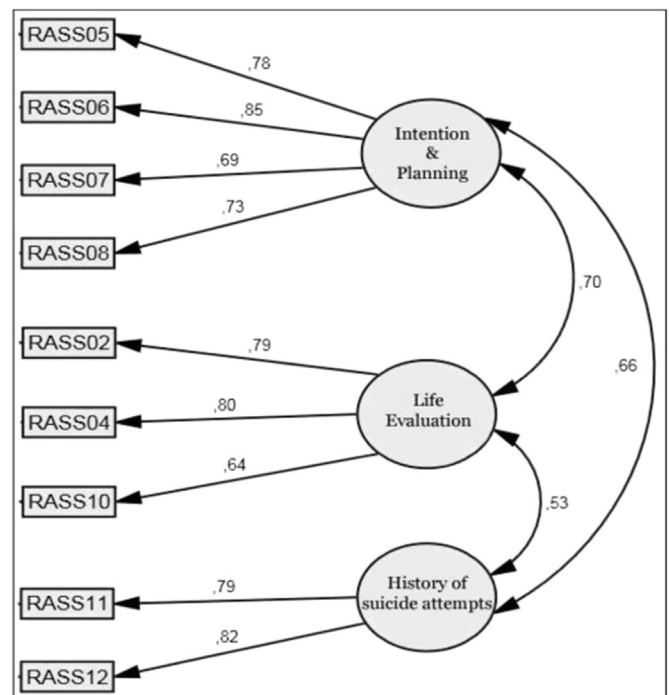 RASS05
,78
RASS06
,85
Intention
&
Planning
RASS07
,69
RASS08
,73
,70
RASS02
,79
,66
Life
Evaluation
RASS04
,80
RASS10
,64
,53
History of
suicide attempts
RASS11
,79
RASS12
,82